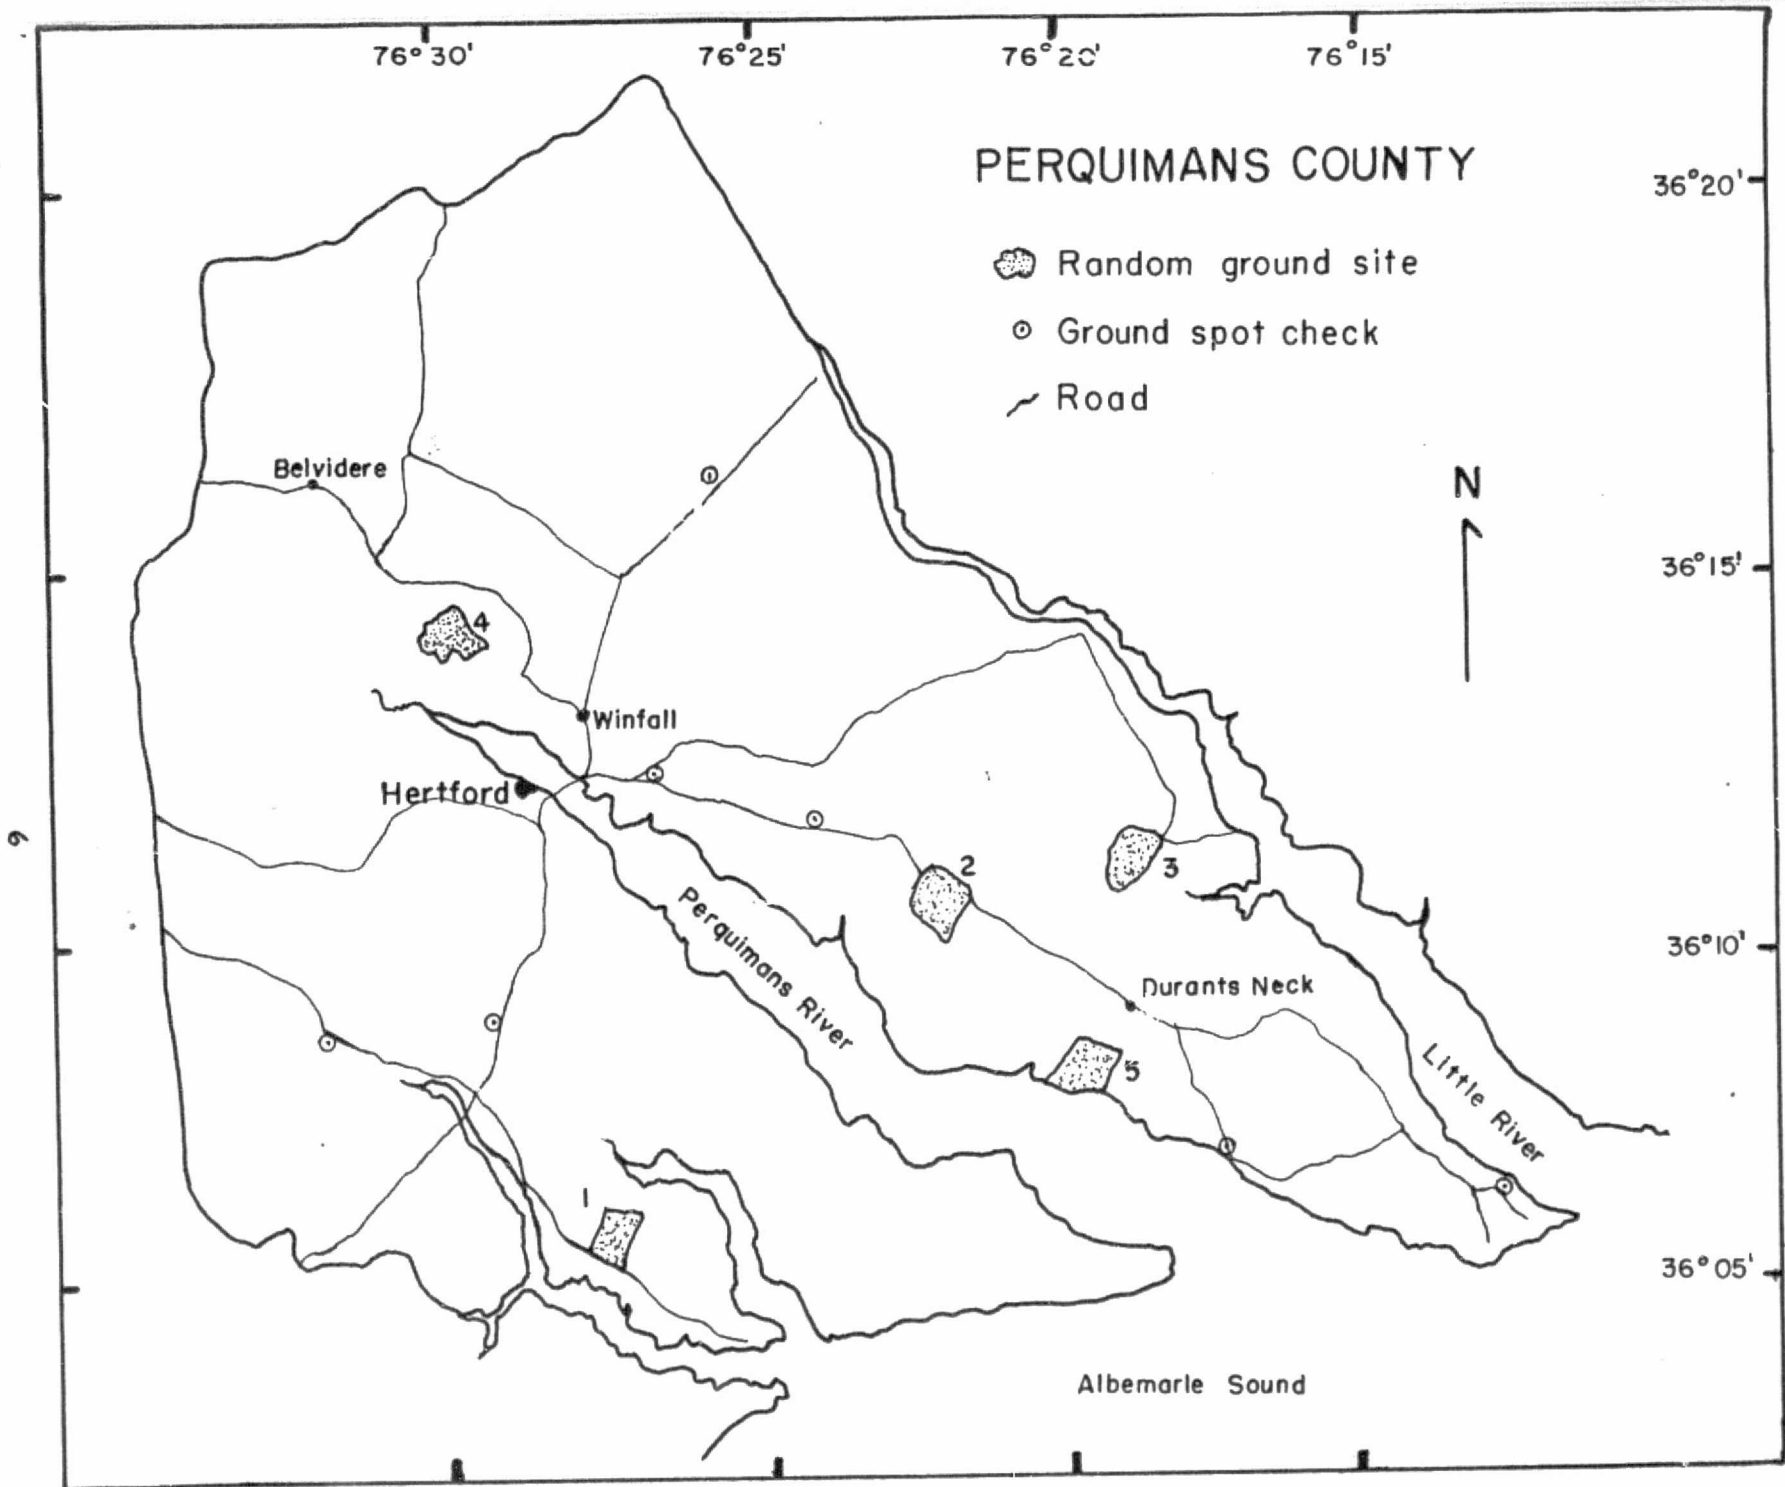 76°30' 76°25' 76°20' 76°15'
PERQUIMANS COUNTY
36°20'
Random ground site
Ground spot check
Road
Belvidere
N
36°15'
4
Winfall
Hertford
6
2
3
Perquimans River
36°10'
Durants Neck
5
Little River
1
36°05'
Albemarle Sound